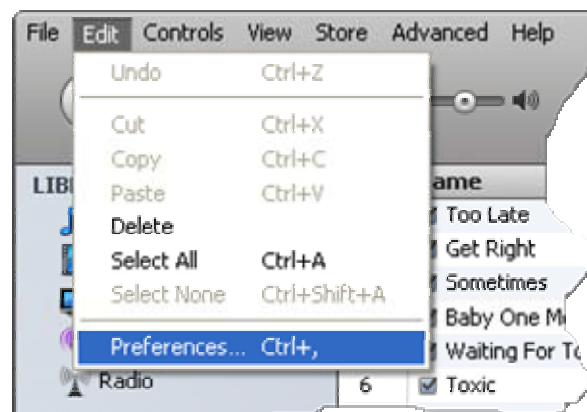 File Edit Controls View Store Advanced Help
Undo Ctrl+Z
Cut Ctrl+X
Copy Ctrl+C
Paste Ctrl+V
Delete
Select All Ctrl+A
Select None Ctrl+Shift+A
Preferences... Ctrl+,
LIB
Radio
ame
Too Late
Get Right
Sometimes
Baby One M
Waiting For T
6 Toxic